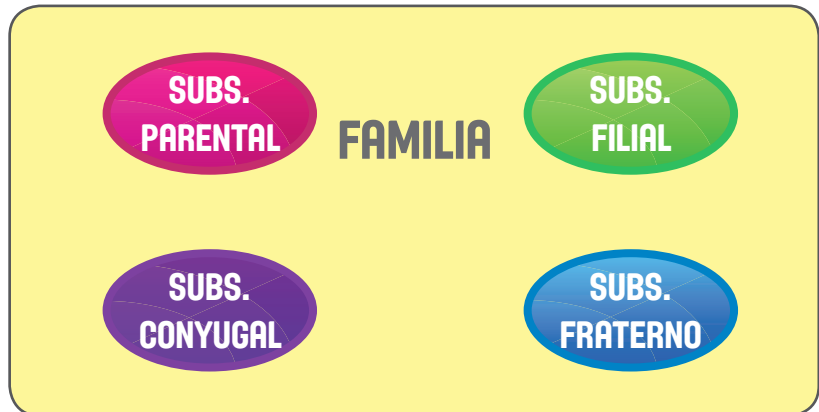 SUBS.
PARENTAL
FAMILIA
SUBS.
FILIAL
SUBS.
CONYUGAL
SUBS.
FRATERNO